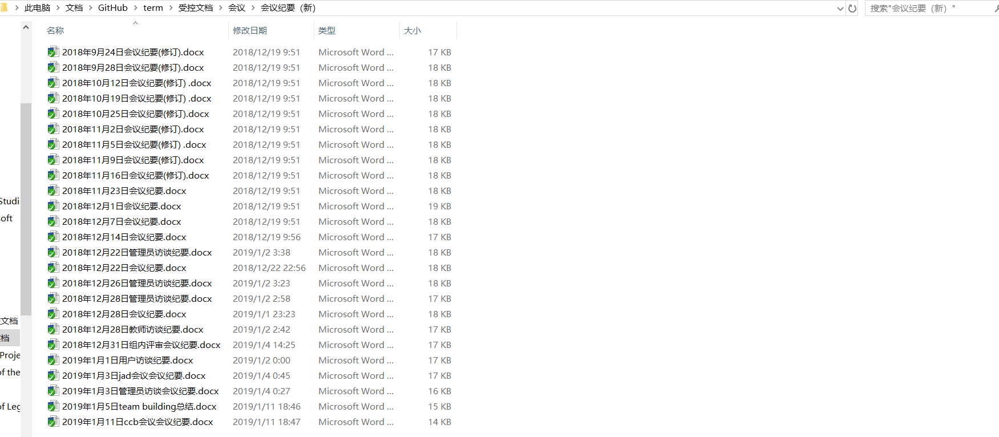 此电脑 > 文档 > GitHub > term > 受控文档 > 会议 > 会议纪要（新）
搜索"会议纪要（新）"
名称 修改日期 类型 大小
2018年9月24日会议纪要(修订).docx 2018/12/19 9:51 Microsoft Word ... 17 KB
2018年9月28日会议纪要(修订).docx 2018/12/19 9:51 Microsoft Word ... 18 KB
2018年10月12日会议纪要(修订) .docx 2018/12/19 9:51 Microsoft Word ... 18 KB
2018年10月19日会议纪要(修订) .docx 2018/12/19 9:51 Microsoft Word ... 18 KB
2018年10月25日会议纪要(修订).docx 2018/12/19 9:51 Microsoft Word ... 18 KB
2018年11月2日会议纪要(修订).docx 2018/12/19 9:51 Microsoft Word ... 18 KB
2018年11月5日会议纪要(修订) .docx 2018/12/19 9:51 Microsoft Word ... 18 KB
2018年11月9日会议纪要(修订).docx 2018/12/19 9:51 Microsoft Word ... 18 KB
2018年11月16日会议纪要(修订).docx 2018/12/19 9:51 Microsoft Word ... 18 KB
2018年11月23日会议纪要.docx 2018/12/19 9:51 Microsoft Word ... 18 KB
2018年12月1日会议纪要.docx 2018/12/19 9:51 Microsoft Word ... 19 KB
2018年12月7日会议纪要.docx 2018/12/19 9:51 Microsoft Word ... 18 KB
2018年12月14日会议纪要.docx 2018/12/19 9:56 Microsoft Word ... 17 KB
2018年12月22日管理员访谈纪要.docx 2019/1/2 3:38 Microsoft Word ... 18 KB
2018年12月22日会议纪要.docx 2018/12/22 22:56 Microsoft Word ... 18 KB
2018年12月26日管理员访谈纪要.docx 2019/1/2 3:23 Microsoft Word ... 18 KB
2018年12月28日管理员访谈纪要.docx 2019/1/2 2:58 Microsoft Word ... 17 KB
2018年12月28日会议纪要.docx 2019/1/1 23:23 Microsoft Word ... 18 KB
2018年12月28日教师访谈纪要.docx 2019/1/2 2:42 Microsoft Word ... 17 KB
2018年12月31日组内评审会议纪要.docx 2019/1/4 14:25 Microsoft Word ... 17 KB
2019年1月1日用户访谈纪要.docx 2019/1/2 0:00 Microsoft Word ... 17 KB
2019年1月3日jad会议会议纪要.docx 2019/1/4 0:45 Microsoft Word ... 17 KB
2019年1月3日管理员访谈会议纪要.docx 2019/1/4 0:27 Microsoft Word ... 16 KB
2019年1月5日team building总结.docx 2019/1/11 18:46 Microsoft Word ... 15 KB
2019年1月11日ccb会议会议纪要.docx 2019/1/11 18:47 Microsoft Word ... 14 KB
Studi
oft
文档
档
Proje
of the
of Leg